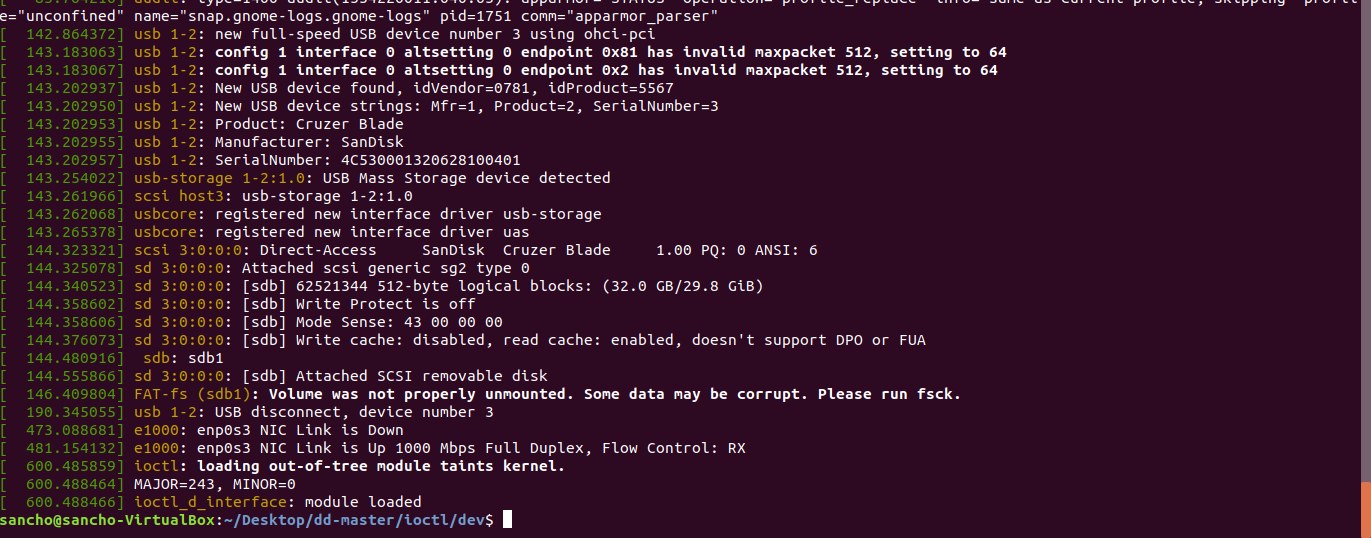 e="unconfined" name="snap.gnome-logs.gnome-logs" pid=1751 comm="apparmor_parser"
[  142.864372] usb 1-2: new full-speed USB device number 3 using ohci-pci
[  143.183063] usb 1-2: config 1 interface 0 altsetting 0 endpoint 0x81 has invalid maxpacket 512, setting to 64
[  143.183067] usb 1-2: config 1 interface 0 altsetting 0 endpoint 0x2 has invalid maxpacket 512, setting to 64
[  143.202937] usb 1-2: New USB device found, idVendor=0781, idProduct=5567
[  143.202950] usb 1-2: New USB device strings: Mfr=1, Product=2, SerialNumber=3
[  143.202953] usb 1-2: Product: Cruzer Blade
[  143.202955] usb 1-2: Manufacturer: SanDisk
[  143.202957] usb 1-2: SerialNumber: 4C530001320628100401
[  143.254022] usb-storage 1-2:1.0: USB Mass Storage device detected
[  143.261966] scsi host3: usb-storage 1-2:1.0
[  143.262068] usbcore: registered new interface driver usb-storage
[  143.265378] usbcore: registered new interface driver uas
[  144.323321] scsi 3:0:0:0: Direct-Access     SanDisk  Cruzer Blade     1.00 PQ: 0 ANSI: 6
[  144.325078] sd 3:0:0:0: Attached scsi generic sg2 type 0
[  144.340523] sd 3:0:0:0: [sdb] 62521344 512-byte logical blocks: (32.0 GB/29.8 GiB)
[  144.358602] sd 3:0:0:0: [sdb] Write Protect is off
[  144.358606] sd 3:0:0:0: [sdb] Mode Sense: 43 00 00 00
[  144.376073] sd 3:0:0:0: [sdb] Write cache: disabled, read cache: enabled, doesn't support DPO or FUA
[  144.480916]  sdb: sdb1
[  144.555866] sd 3:0:0:0: [sdb] Attached SCSI removable disk
[  146.409804] FAT-fs (sdb1): Volume was not properly unmounted. Some data may be corrupt. Please run fsck.
[  190.345055] usb 1-2: USB disconnect, device number 3
[  473.088681] e1000: enp0s3 NIC Link is Down
[  481.154132] e1000: enp0s3 NIC Link is Up 1000 Mbps Full Duplex, Flow Control: RX
[  600.485859] ioctl: loading out-of-tree module taints kernel.
[  600.488464] MAJOR=243, MINOR=0
[  600.488466] ioctl_d_interface: module loaded
sancho@sancho-VirtualBox:~/Desktop/dd-master/ioctl/dev$